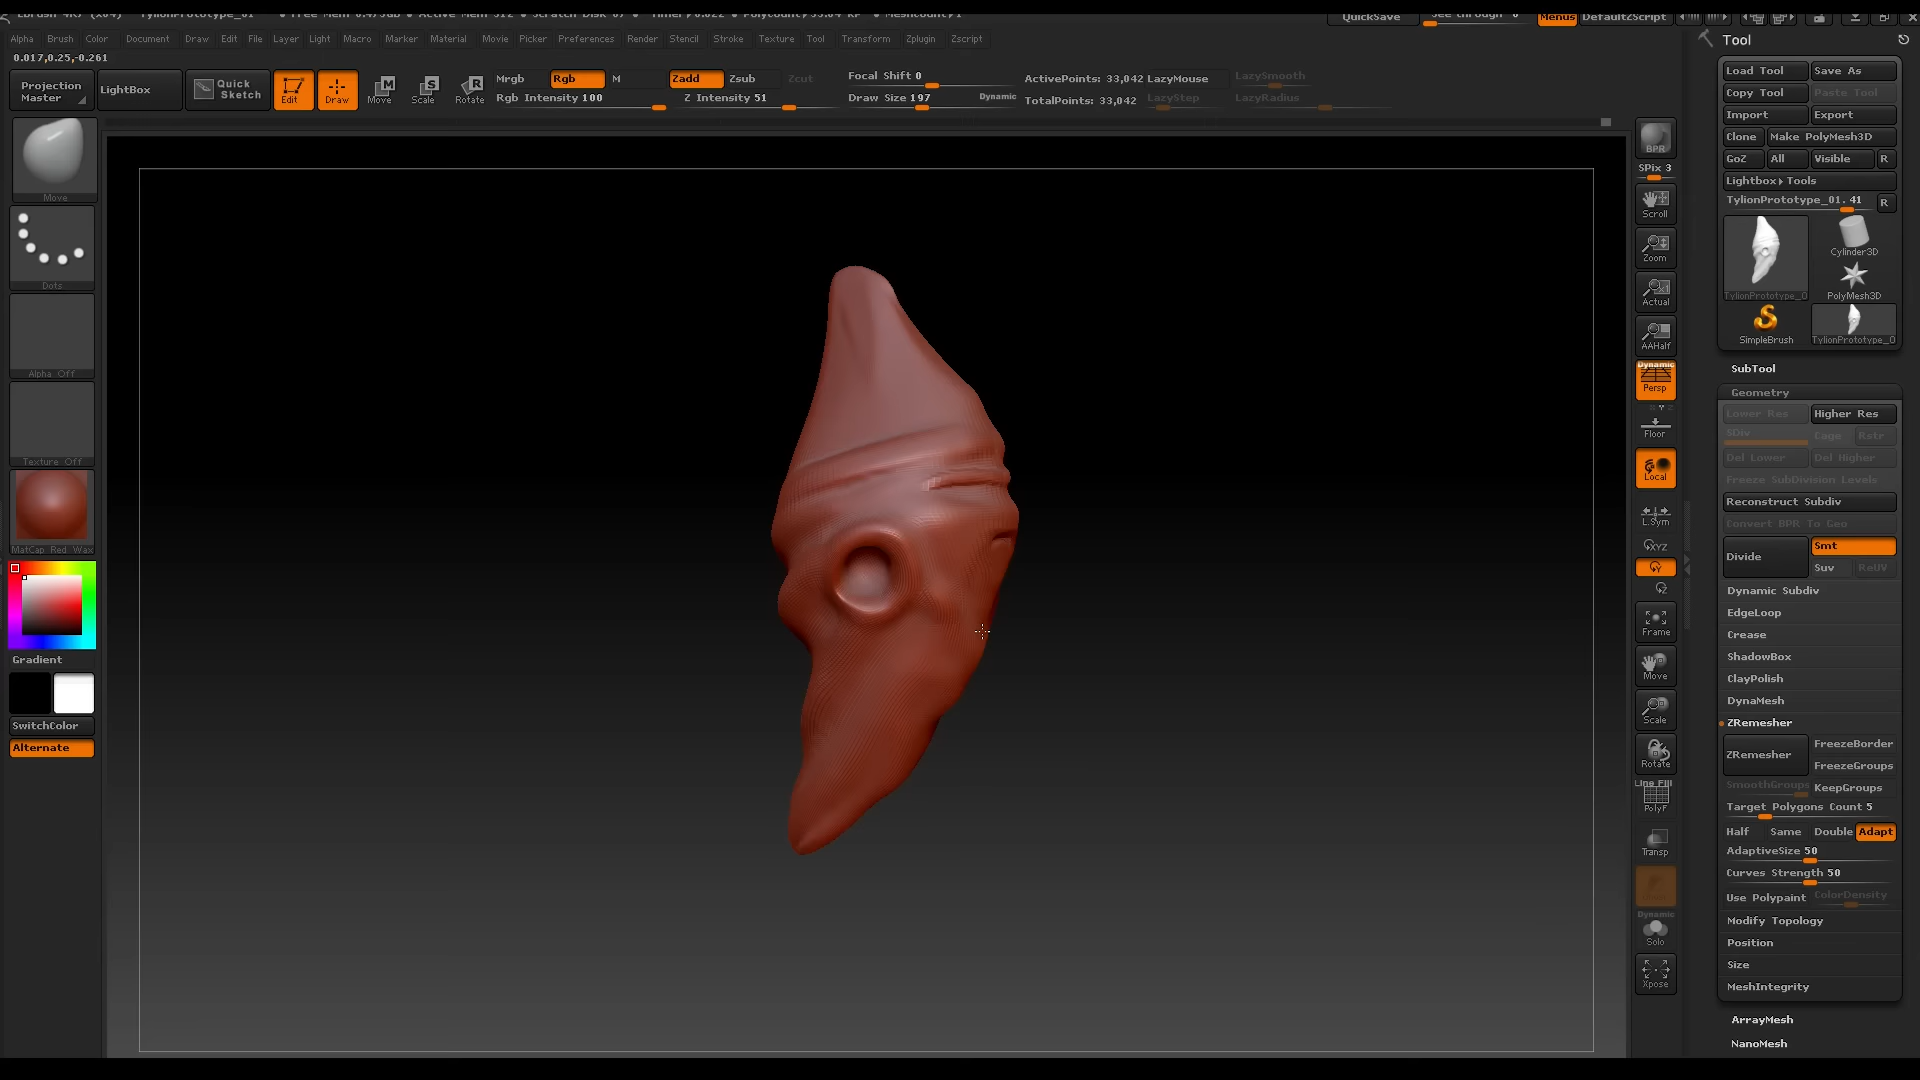 QuickSave See through 0 Menus DefaultZScript
Alpha Brush Color Document Draw Edit File Layer Light Macro Marker Material Movie Picker Preferences Render Stencil Stroke Texture Tool Transform Zplugin Zscript
Tool
0.017,0.25,-0.261
Projection Master
LightBox
Quick Sketch
Edit
Draw
Move
Scale
Rotate
Mrgb Rgb M
Rgb Intensity 100
Zadd Zsub Zcut
Z Intensity 51
Focal Shift 0
Draw Size 197 Dynamic
ActivePoints: 33,042
TotalPoints: 33,042
LazyMouse LazySmooth
LazyStep LazyRadius
Move
Dots
Alpha Off
Texture Off
MatCap Red Wax
Gradient
SwitchColor
Alternate
BPR
SPix 3
Scroll
Zoom
Actual
AAHalf
Dynamic
Persp
Floor
Local
L.Sym
XYZ
Frame
Move
Scale
Rotate
Line Fill
PolyF
Transp
Dynamic
Solo
Xpose
Load Tool Save As
Copy Tool Paste Tool
Import Export
Clone Make PolyMesh3D
GoZ All Visible R
Lightbox▸Tools
TylionPrototype_01. 41 R
Cylinder3D
TylionPrototype_0
PolyMesh3D
SimpleBrush
TylionPrototype_0
SubTool
Geometry
Lower Res Higher Res
SDiv Cage Rstr
Del Lower Del Higher
Freeze SubDivision Levels
Reconstruct Subdiv
Convert BPR To Geo
Divide
Smt
Suv ReUV
Dynamic Subdiv
EdgeLoop
Crease
ShadowBox
ClayPolish
DynaMesh
ZRemesher
ZRemesher
FreezeBorder
FreezeGroups
SmoothGroups KeepGroups
Target Polygons Count 5
Half Same Double Adapt
AdaptiveSize 50
Curves Strength 50
Use Polypaint ColorDensity
Modify Topology
Position
Size
MeshIntegrity
ArrayMesh
NanoMesh